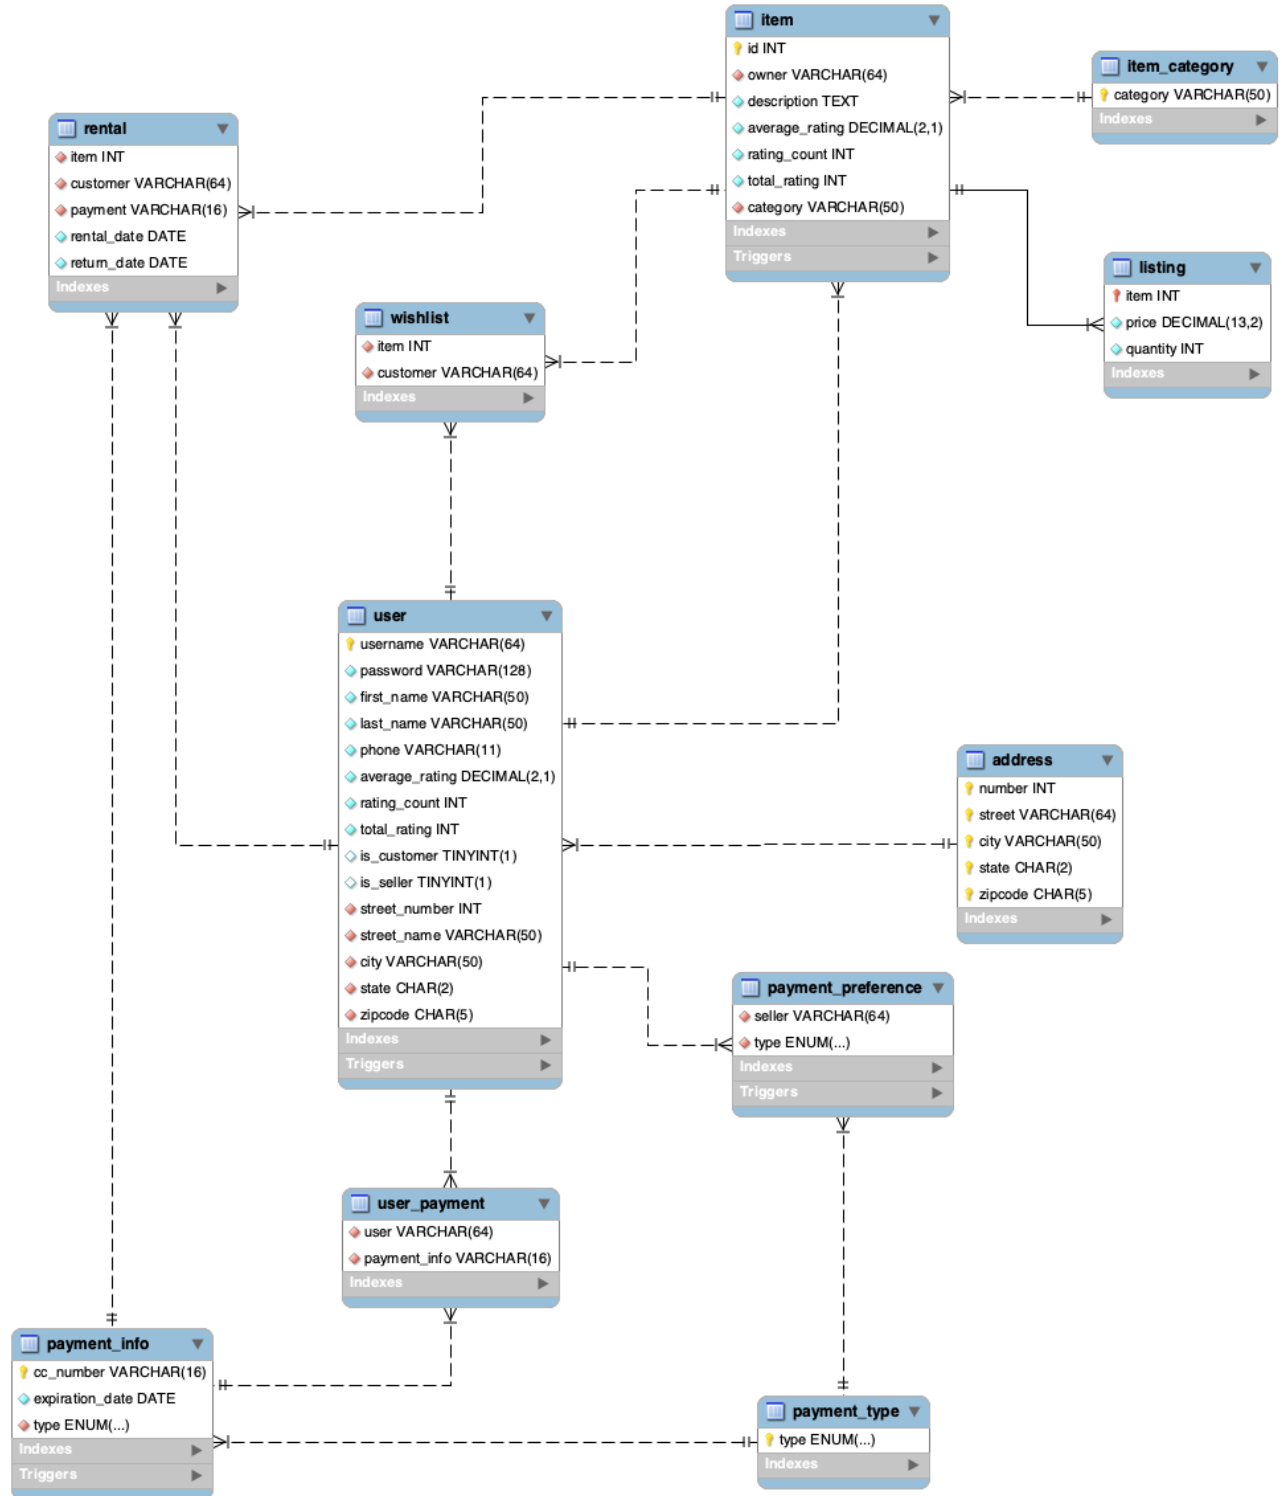 item
id INT
owner VARCHAR(64)
description TEXT
average_rating DECIMAL(2,1)
rating_count INT
total_rating INT
category VARCHAR(50)
Indexes
Triggers
item_category
category VARCHAR(50)
Indexes
rental
item INT
customer VARCHAR(64)
payment VARCHAR(16)
rental_date DATE
return_date DATE
Indexes
listing
item INT
price DECIMAL(13,2)
quantity INT
Indexes
wishlist
item INT
customer VARCHAR(64)
Indexes
user
username VARCHAR(64)
password VARCHAR(128)
first_name VARCHAR(50)
last_name VARCHAR(50)
phone VARCHAR(11)
average_rating DECIMAL(2,1)
rating_count INT
total_rating INT
is_customer TINYINT(1)
is_seller TINYINT(1)
street_number INT
street_name VARCHAR(50)
city VARCHAR(50)
state CHAR(2)
zipcode CHAR(5)
Indexes
Triggers
address
number INT
street VARCHAR(64)
city VARCHAR(50)
state CHAR(2)
zipcode CHAR(5)
Indexes
payment_preference
seller VARCHAR(64)
type ENUM(...)
Indexes
Triggers
user_payment
user VARCHAR(64)
payment_info VARCHAR(16)
Indexes
payment_info
cc_number VARCHAR(16)
expiration_date DATE
type ENUM(...)
Indexes
Triggers
payment_type
type ENUM(...)
Indexes